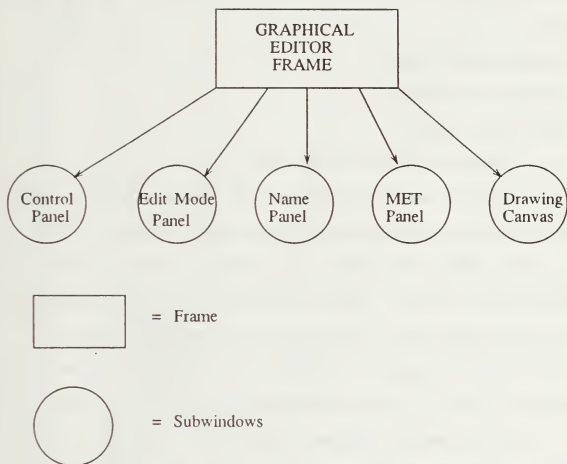 GRAPHICAL
EDITOR
FRAME
Control
Panel
Edit Mode
Panel
Name
Panel
MET
Panel
Drawing
Canvas
= Frame
= Subwindows